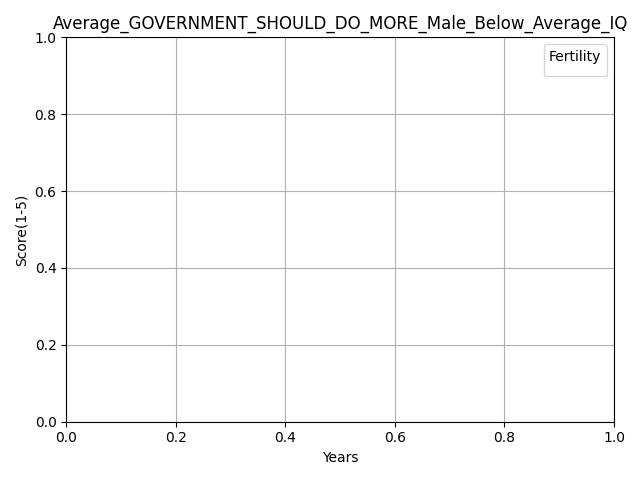 Average_GOVERNMENT_SHOULD_DO_MORE_Male_Below_Average_IQ
Fertility
Score(1-5)
1.0
0.8
0.6
0.4
0.2
0.0
0.0 0.2 0.4 0.6 0.8 1.0
Years